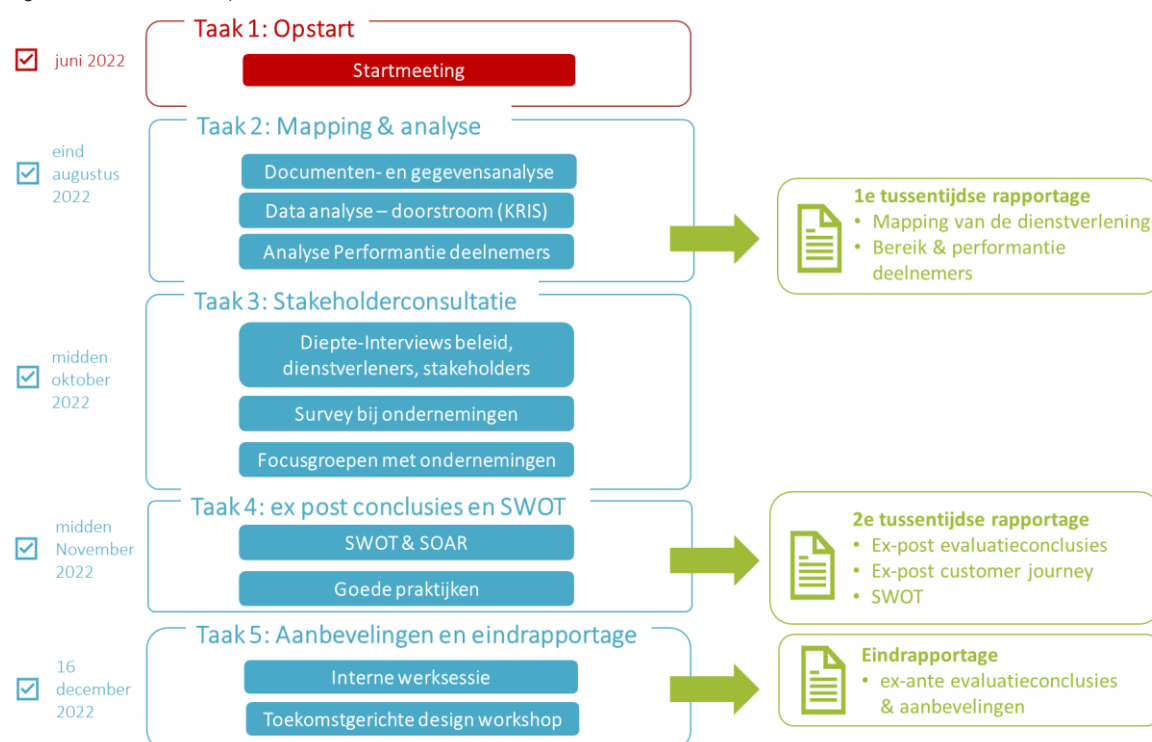 Taak 1: Opstart
juni 2022
Startmeeting
Taak 2: Mapping & analyse
eind
augustus
2022
Documenten- en gegevensanalyse
Data analyse – doorstroom (KRIS)
Analyse Performantie deelnemers
1e tussentijdse rapportage
• Mapping van de dienstverlening
• Bereik & performantie
deelnemers
Taak 3: Stakeholderconsultatie
midden
oktober
2022
Diepte-Interviews beleid,
dienstverleners, stakeholders
Survey bij ondernemingen
Focusgroepen met ondernemingen
Taak 4: ex post conclusies en SWOT
midden
November
2022
SWOT & SOAR
Goede praktijken
2e tussentijdse rapportage
• Ex-post evaluatieconclusies
• Ex-post customer journey
• SWOT
Taak 5: Aanbevelingen en eindrapportage
16
december
2022
Interne werksessie
Toekomstgerichte design workshop
Eindrapportage
• ex-ante evaluatieconclusies
& aanbevelingen